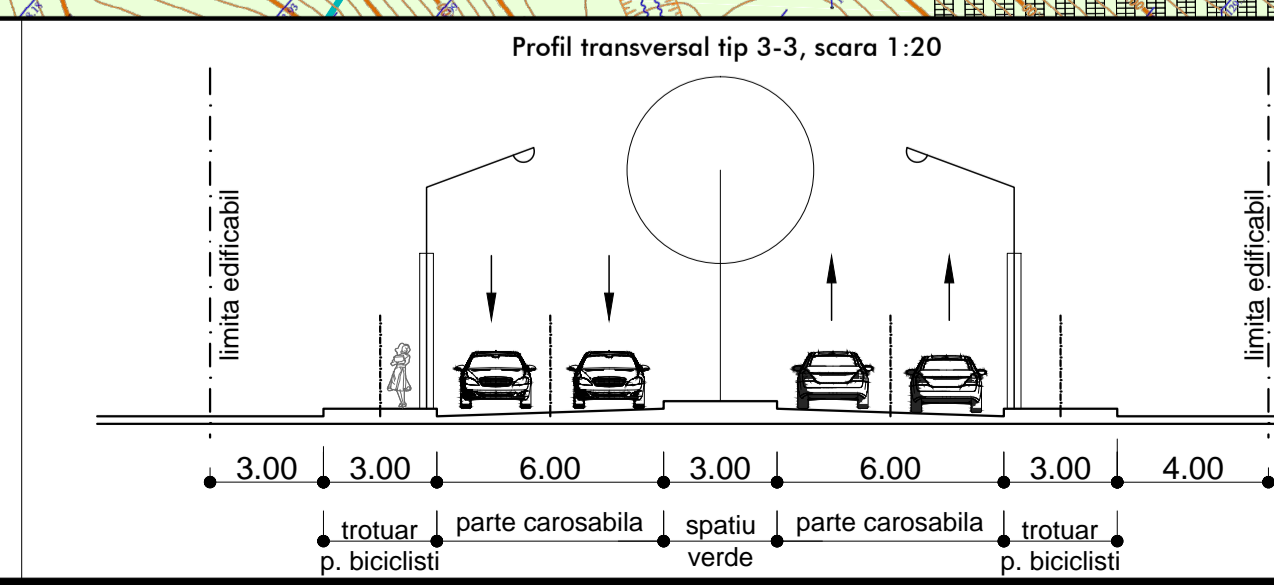 Profil transversal tip 3-3, scara 1:20
limita edificabil
limita edificabil
3.00 3.00 6.00 3.00 6.00 3.00 4.00
trotuar parte carosabila spatiu parte carosabila trotuar
p. biciclisti verde p. biciclisti